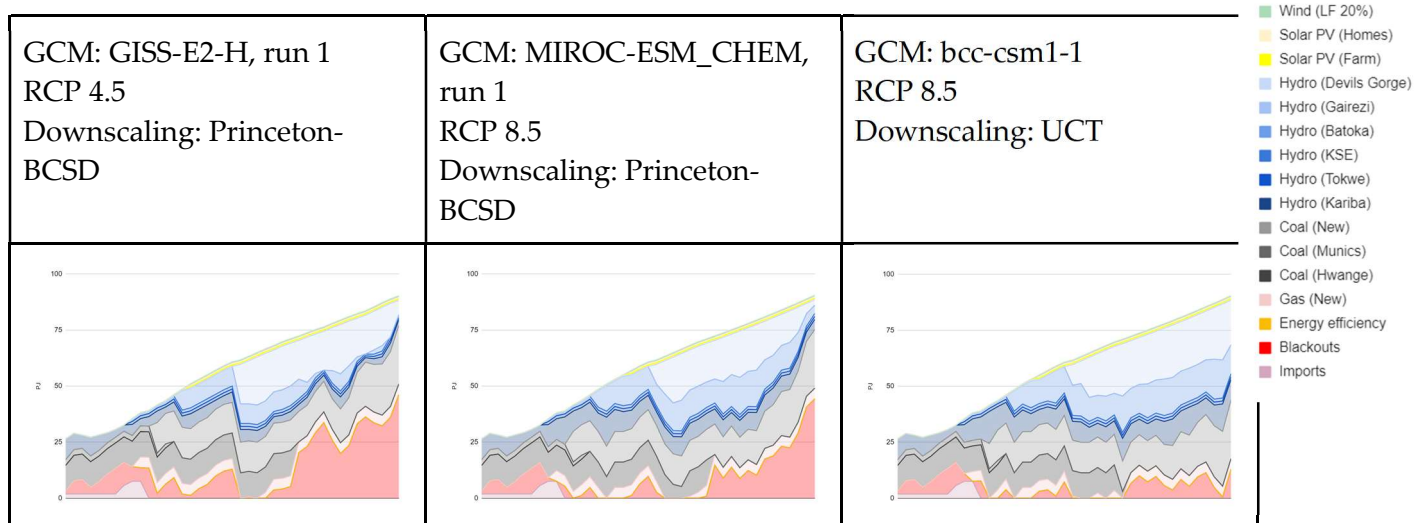 GCM: GISS-E2-H, run 1
RCP 4.5
Downscaling: Princeton-
BCSD
GCM: MIROC-ESM_CHEM,
run 1
RCP 8.5
Downscaling: Princeton-
BCSD
GCM: bcc-csm1-1
RCP 8.5
Downscaling: UCT
Wind (LF 20%)
Solar PV (Homes)
Solar PV (Farm)
Hydro (Devils Gorge)
Hydro (Gairezi)
Hydro (Batoka)
Hydro (KSE)
Hydro (Tokwe)
Hydro (Kariba)
Coal (New)
Coal (Munics)
Coal (Hwange)
Gas (New)
Energy efficiency
Blackouts
Imports
100
75
50
25
0
PJ
100
75
50
25
0
PJ
100
75
50
25
0
PJ